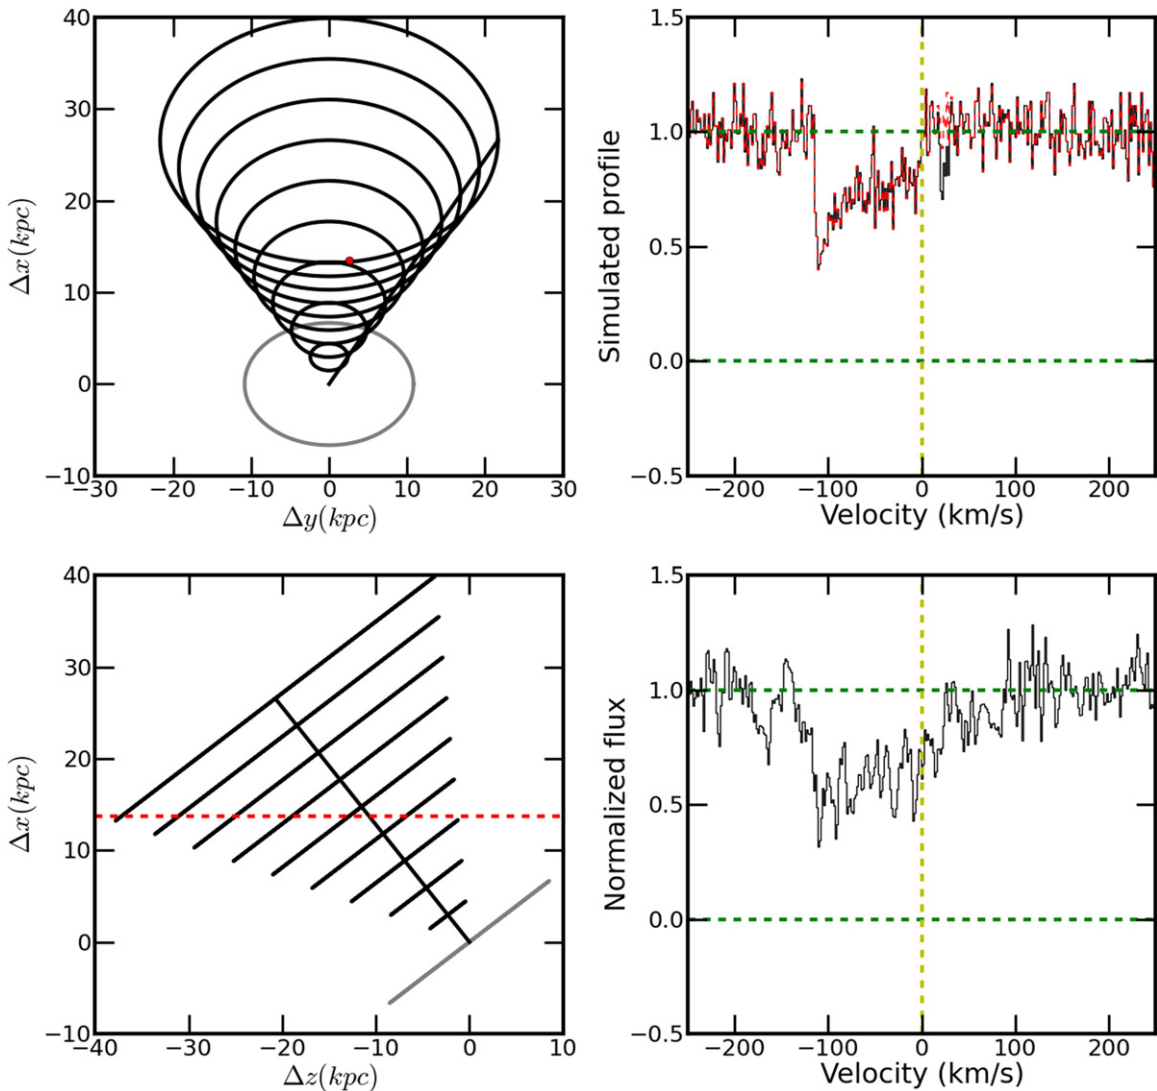 40
30
20
10
0
−10
−30 −20 −10 0 10 20 30
Δy(kpc)
Δx(kpc)
1.5
1.0
0.5
0.0
−0.5
−200 −100 0 100 200
Velocity (km/s)
Simulated profile
40
30
20
10
0
−10
−40 −30 −20 −10 0 10
Δz(kpc)
Δx(kpc)
1.5
1.0
0.5
0.0
−0.5
−200 −100 0 100 200
Velocity (km/s)
Normalized flux